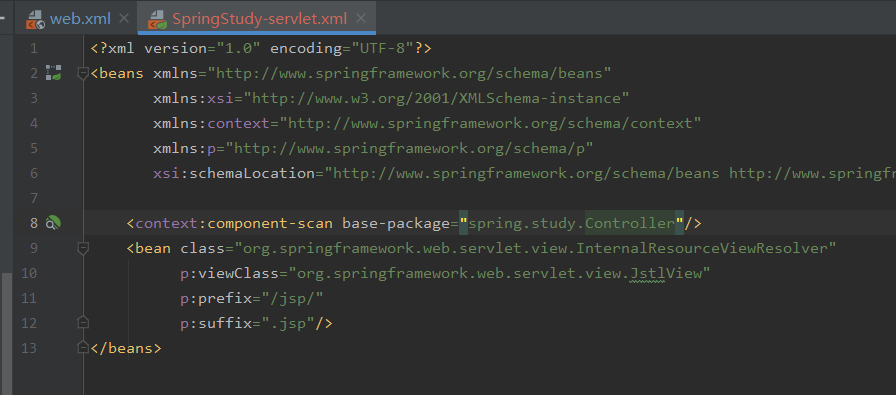 web.xml SpringStudy-servlet.xml
1 <?xml version="1.0" encoding="UTF-8"?>
2 <beans xmlns="http://www.springframework.org/schema/beans"
3 xmlns:xsi="http://www.w3.org/2001/XMLSchema-instance"
4 xmlns:context="http://www.springframework.org/schema/context"
5 xmlns:p="http://www.springframework.org/schema/p"
6 xsi:schemaLocation="http://www.springframework.org/schema/beans http://www.springf
7
8 <context:component-scan base-package="spring.study.Controller"/>
9 <bean class="org.springframework.web.servlet.view.InternalResourceViewResolver"
10 p:viewClass="org.springframework.web.servlet.view.JstlView"
11 p:prefix="/jsp/"
12 p:suffix=".jsp"/>
13 </beans>